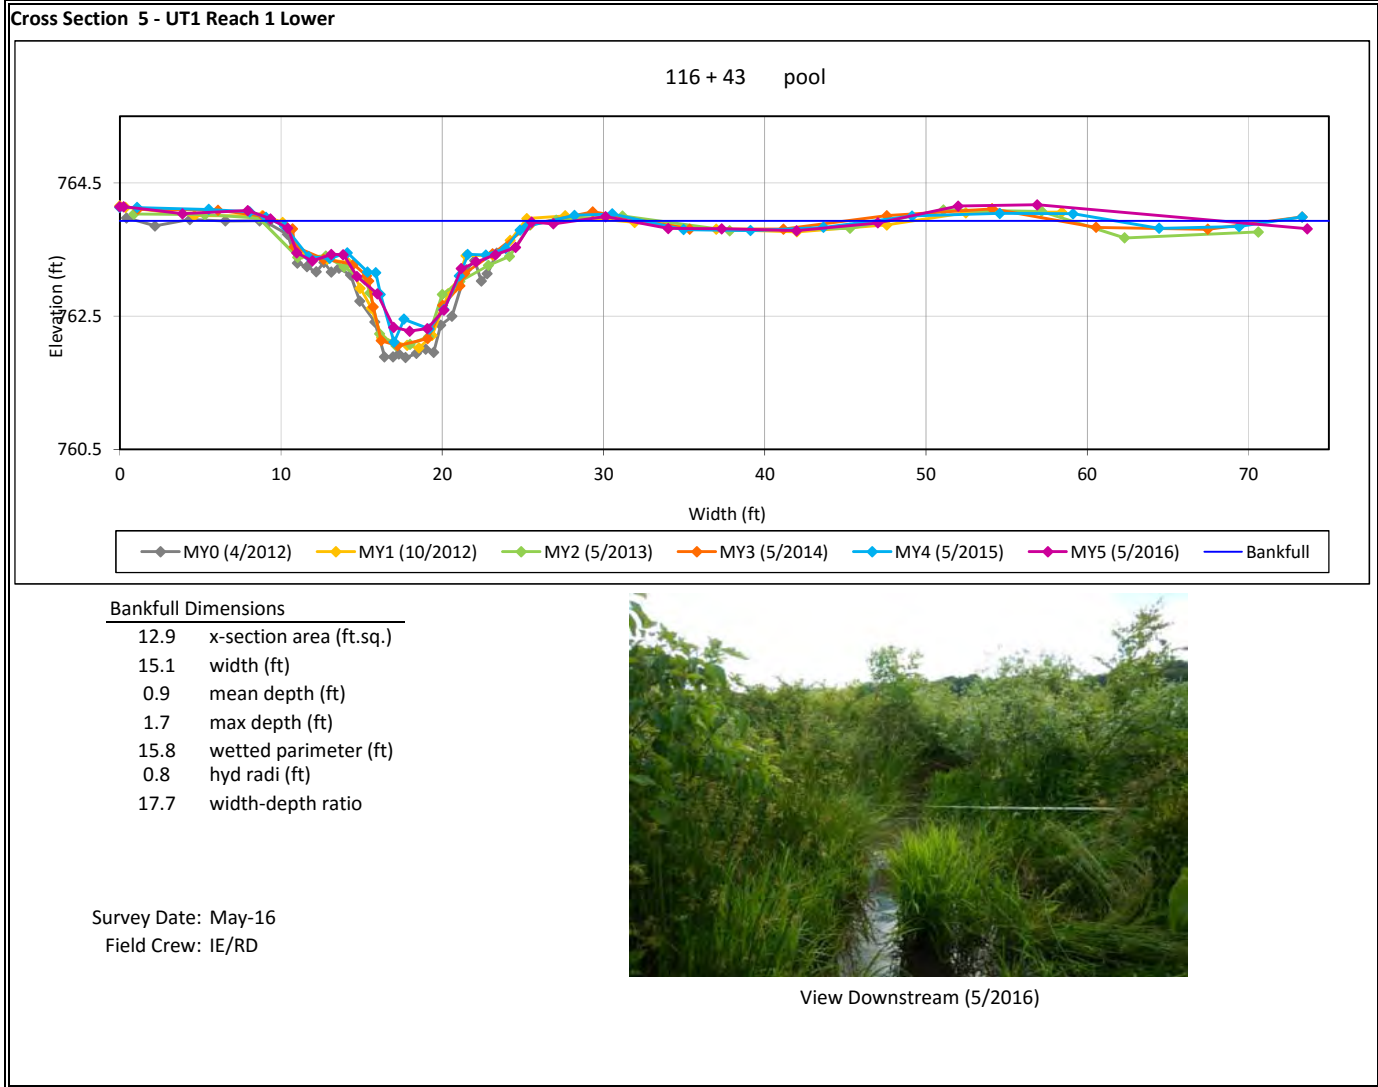 Cross Section 5 - UT1 Reach 1 Lower
116 + 43 pool
764.5
762.5
760.5
Elevation (ft)
0 10 20 30 40 50 60 70
Width (ft)
MY0 (4/2012) MY1 (10/2012) MY2 (5/2013) MY3 (5/2014) MY4 (5/2015) MY5 (5/2016) Bankfull
Bankfull Dimensions
12.9 x-section area (ft.sq.)
15.1 width (ft)
0.9 mean depth (ft)
1.7 max depth (ft)
15.8 wetted parimeter (ft)
0.8 hyd radi (ft)
17.7 width-depth ratio
Survey Date: May-16
Field Crew: IE/RD
View Downstream (5/2016)